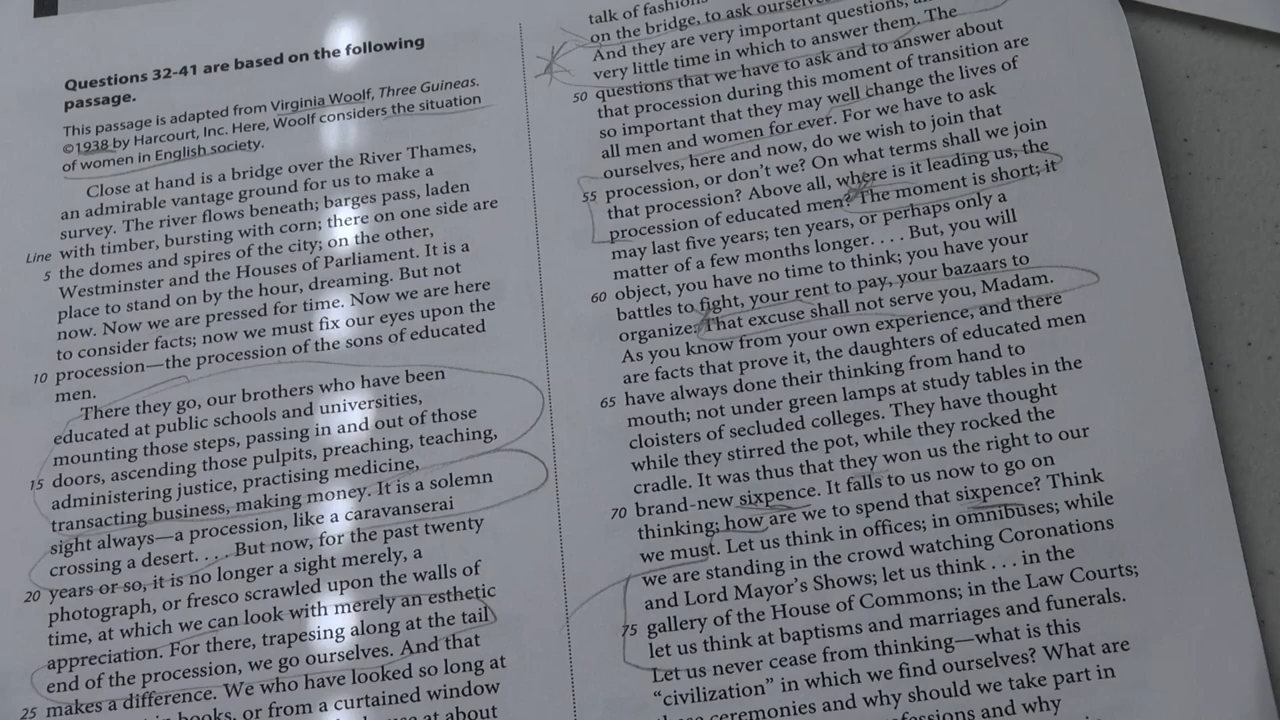 Questions 32-41 are based on the following
passage.
This passage is adapted from Virginia Woolf, Three Guineas.
©1938 by Harcourt, Inc. Here, Woolf considers the situation
of women in English society.
Close at hand is a bridge over the River Thames,
an admirable vantage ground for us to make a
survey. The river flows beneath; barges pass, laden
Line with timber, bursting with corn; there on one side are
5 the domes and spires of the city; on the other,
Westminster and the Houses of Parliament. It is a
place to stand on by the hour, dreaming. But not
now. Now we are pressed for time. Now we are here
to consider facts; now we must fix our eyes upon the
10 procession—the procession of the sons of educated
men.
There they go, our brothers who have been
educated at public schools and universities,
mounting those steps, passing in and out of those
15 doors, ascending those pulpits, preaching, teaching,
administering justice, practising medicine,
transacting business, making money. It is a solemn
sight always—a procession, like a caravanserai
crossing a desert. . . . But now, for the past twenty
20 years or so, it is no longer a sight merely, a
photograph, or fresco scrawled upon the walls of
time, at which we can look with merely an esthetic
appreciation. For there, trapesing along at the tail
end of the procession, we go ourselves. And that
25 makes a difference. We who have looked so long at
books, or from a curtained window
at about
talk of fashions
on the bridge, to ask ourselves
And they are very important questions,
very little time in which to answer them. The
50 questions that we have to ask and to answer about
that procession during this moment of transition are
so important that they may well change the lives of
all men and women for ever. For we have to ask
ourselves, here and now, do we wish to join that
55 procession, or don't we? On what terms shall we join
that procession? Above all, where is it leading us, the
procession of educated men? The moment is short; it
may last five years; ten years, or perhaps only a
matter of a few months longer. . . . But, you will
60 object, you have no time to think; you have your
battles to fight, your rent to pay, your bazaars to
organize. That excuse shall not serve you, Madam.
As you know from your own experience, and there
are facts that prove it, the daughters of educated men
65 have always done their thinking from hand to
mouth; not under green lamps at study tables in the
cloisters of secluded colleges. They have thought
while they stirred the pot, while they rocked the
cradle. It was thus that they won us the right to our
70 brand-new sixpence. It falls to us now to go on
thinking; how are we to spend that sixpence? Think
we must. Let us think in offices; in omnibuses; while
we are standing in the crowd watching Coronations
and Lord Mayor's Shows; let us think . . . in the
75 gallery of the House of Commons; in the Law Courts;
let us think at baptisms and marriages and funerals.
Let us never cease from thinking—what is this
“civilization” in which we find ourselves? What are
ceremonies and why should we take part in
and why